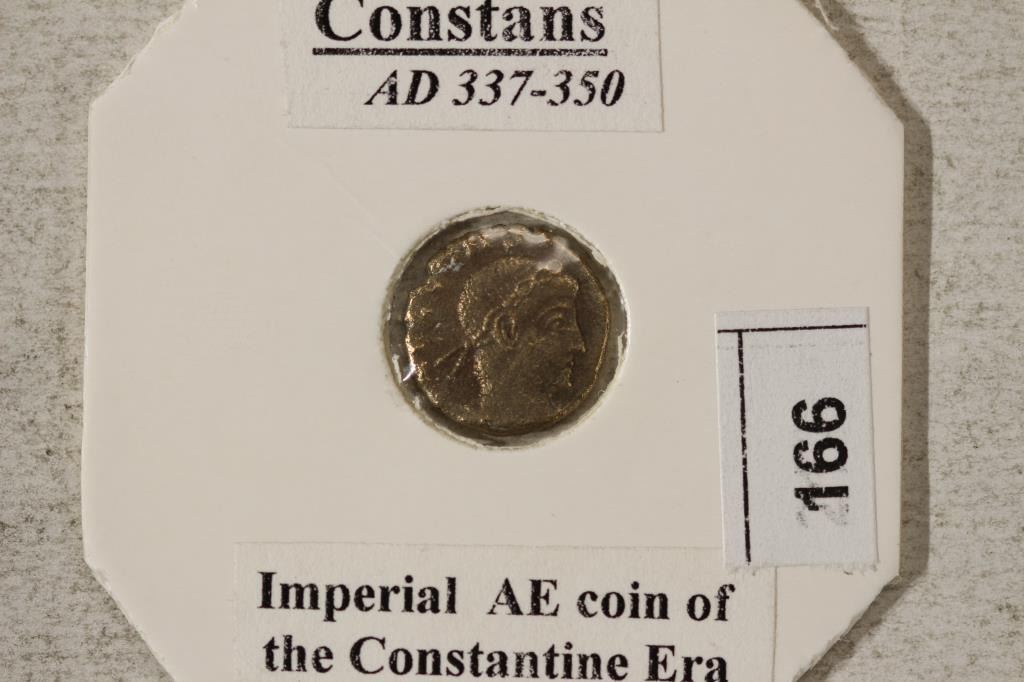 Constans
AD 337-350
166
Imperial AE coin of
the Constantine Era